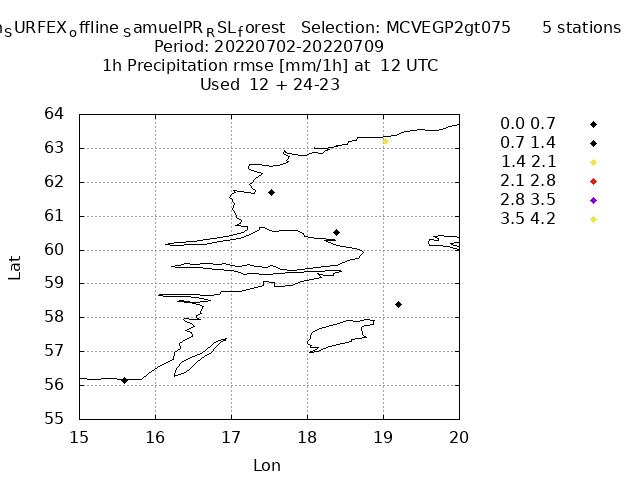 SURFEXoffline SamuelPRRSLforest Selection: MCVEGP2gt075 5 stations
Period: 20220702-20220709
1h Precipitation rmse [mm/1h] at 12 UTC
Used 12 + 24-23
64
63
62
61
60
59
58
57
56
55
15 16 17 18 19 20
Lat
Lon
0.0 0.7
0.7 1.4
1.4 2.1
2.1 2.8
2.8 3.5
3.5 4.2